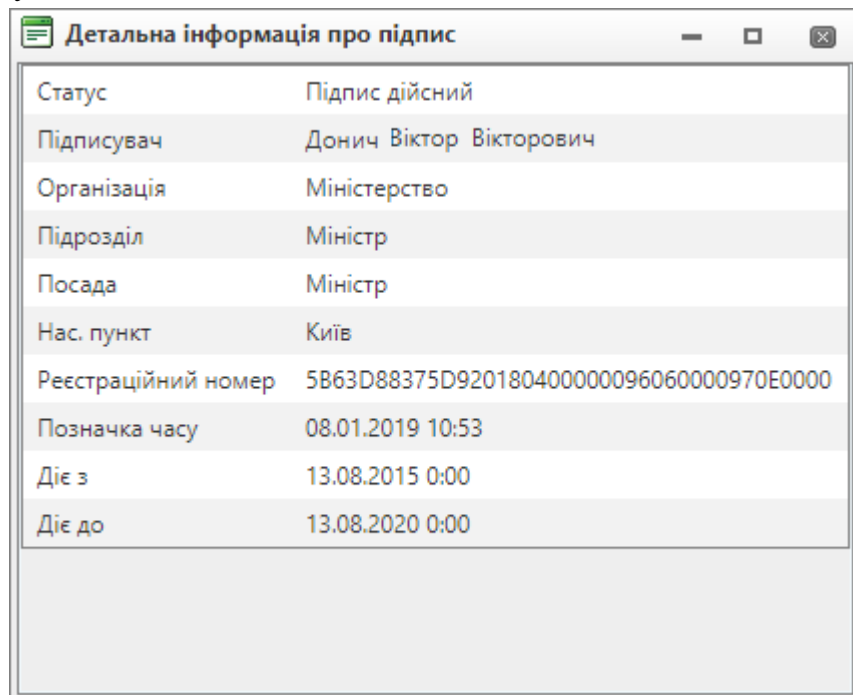 Детальна інформація про підпис
Статус Підпис дійсний
Підписувач Донич Віктор Вікторович
Організація Міністерство
Підрозділ Міністр
Посада Міністр
Нас. пункт Київ
Реєстраційний номер 5B63D88375D920180400000096060000970E0000
Позначка часу 08.01.2019 10:53
Діє з 13.08.2015 0:00
Діє до 13.08.2020 0:00